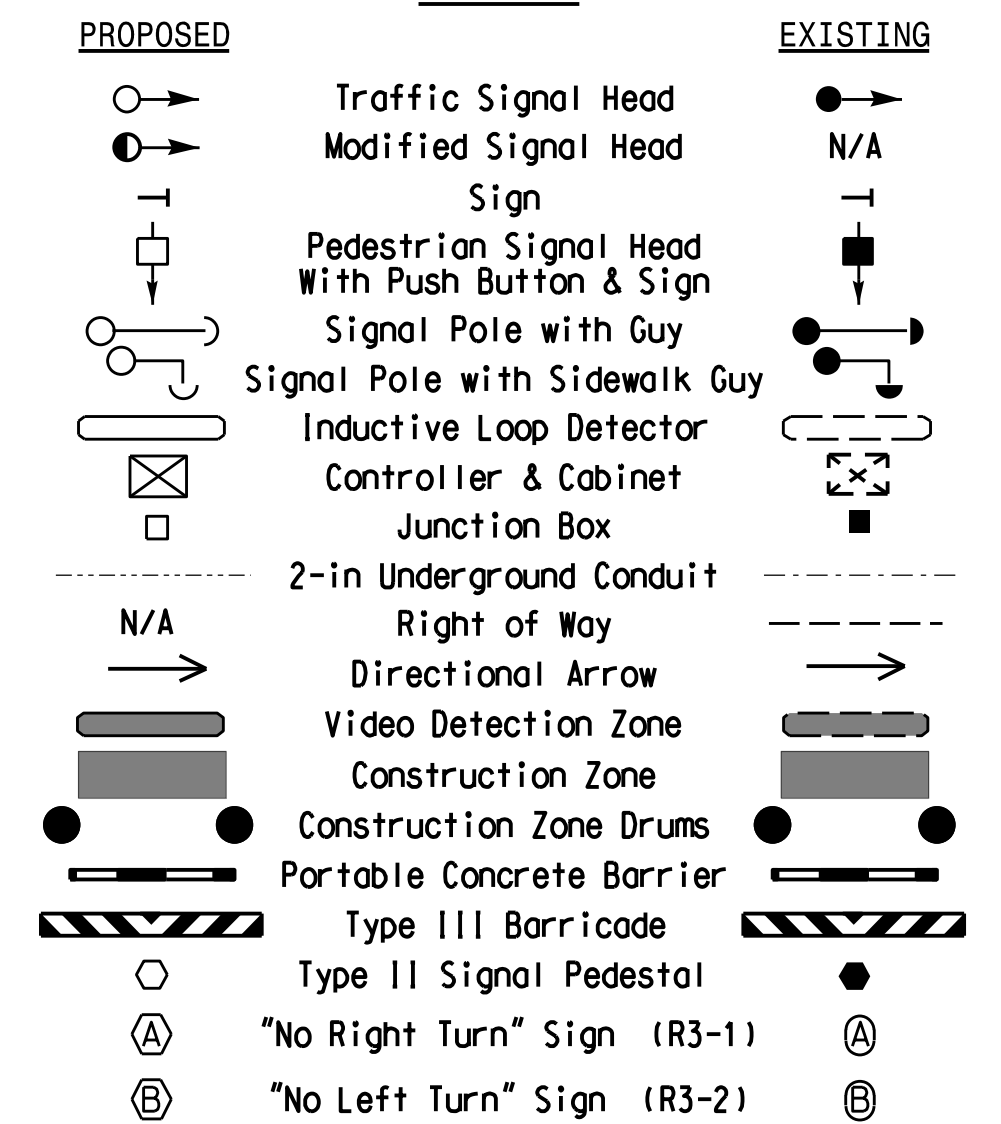 PROPOSED EXISTING
Traffic Signal Head
Modified Signal Head N/A
Sign
Pedestrian Signal Head
With Push Button & Sign
Signal Pole with Guy
Signal Pole with Sidewalk Guy
Inductive Loop Detector
Controller & Cabinet
Junction Box
2-in Underground Conduit
N/A Right of Way
Directional Arrow
Video Detection Zone
Construction Zone
Construction Zone Drums
Portable Concrete Barrier
Type III Barricade
Type II Signal Pedestal
A "No Right Turn" Sign (R3-1) A
B "No Left Turn" Sign (R3-2) B